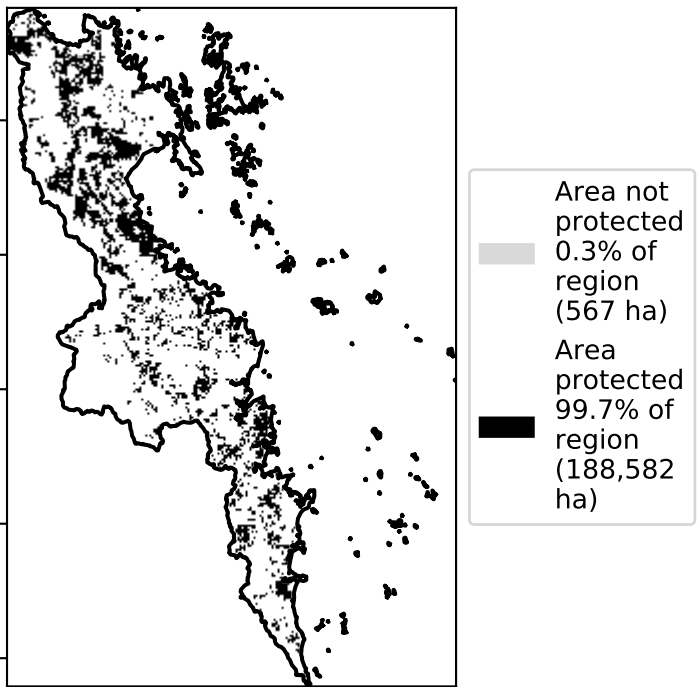 Area not
protected
0.3% of
region
(567 ha)
Area
protected
99.7% of
region
(188,582
ha)